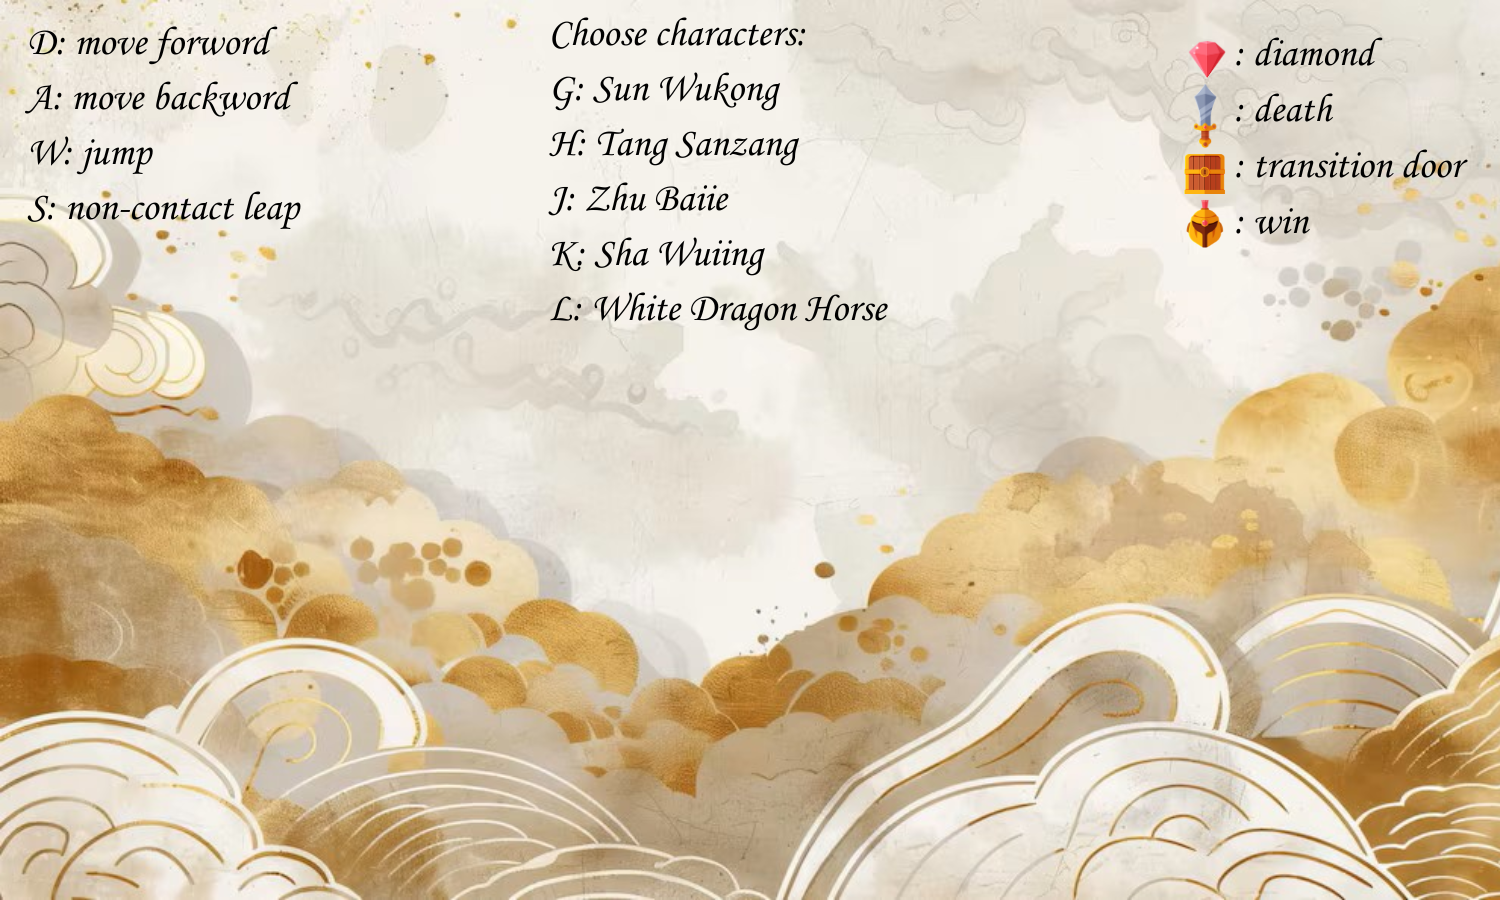 D: move forword
A: move backword
W: jump
S: non-contact leap
Choose characters:
G: Sun Wukong
H: Tang Sanzang
J: Zhu Baiie
K: Sha Wuiing
L: White Dragon Horse
: diamond
: death
: transition door
: win